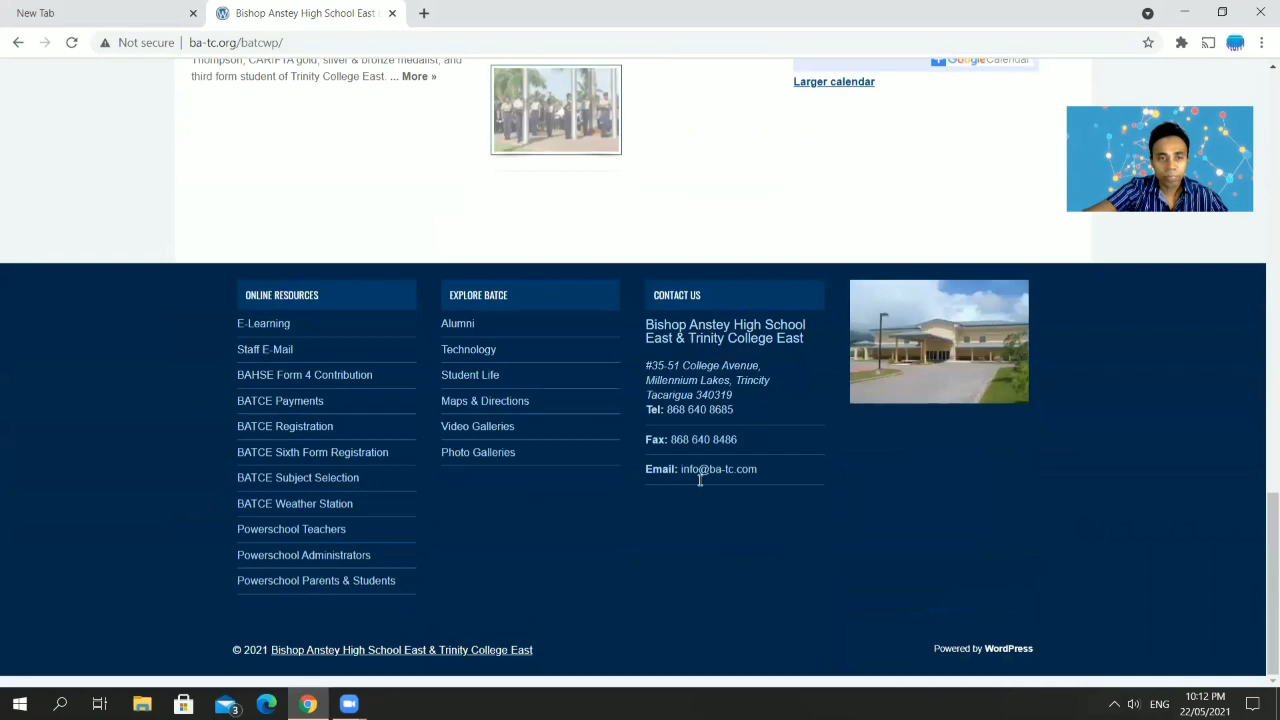 New Tab
Bishop Anstey High School East
Not secure
ba-tc.org/batcwp/
Thompson, CARIFTA gold, silver & bronze medalist, and
third form student of Trinity College East. ... More »
Google Calendar
Larger calendar
ONLINE RESOURCES
E-Learning
Staff E-Mail
BAHSE Form 4 Contribution
BATCE Payments
BATCE Registration
BATCE Sixth Form Registration
BATCE Subject Selection
BATCE Weather Station
Powerschool Teachers
Powerschool Administrators
Powerschool Parents & Students
EXPLORE BATCE
Alumni
Technology
Student Life
Maps & Directions
Video Galleries
Photo Galleries
CONTACT US
Bishop Anstey High School
East & Trinity College East
#35-51 College Avenue,
Millennium Lakes, Trincity
Tacarigua 340319
Tel: 868 640 8685
Fax: 868 640 8486
Email: info@ba-tc.com
© 2021 Bishop Anstey High School East & Trinity College East
Powered by WordPress
3
ENG
10:12 PM
22/05/2021